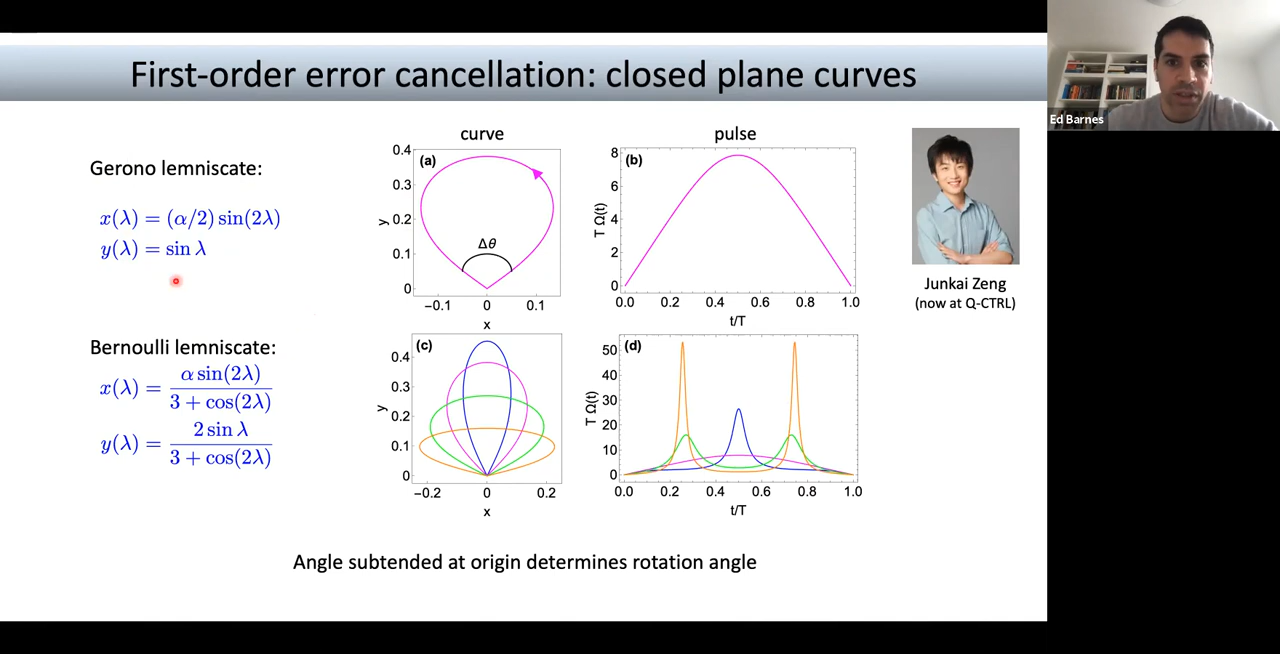 First-order error cancellation: closed plane curves
Ed Barnes
Gerono lemniscate:
x(λ) = (α/2) sin(2λ)
y(λ) = sin λ
Bernoulli lemniscate:
x(λ) = α sin(2λ) / 3 + cos(2λ)
y(λ) = 2 sin λ / 3 + cos(2λ)
curve
(a)
0.4
0.3
0.2
0.1
0
y
Δθ
−0.1 0 0.1
x
pulse
(b)
8
6
4
2
0
T Ω(t)
0.0 0.2 0.4 0.6 0.8 1.0
t/T
(c)
0.4
0.3
0.2
0.1
0
y
−0.2 0 0.2
x
(d)
50
40
30
20
10
0
T Ω(t)
0.0 0.2 0.4 0.6 0.8 1.0
t/T
Junkai Zeng
(now at Q-CTRL)
Angle subtended at origin determines rotation angle